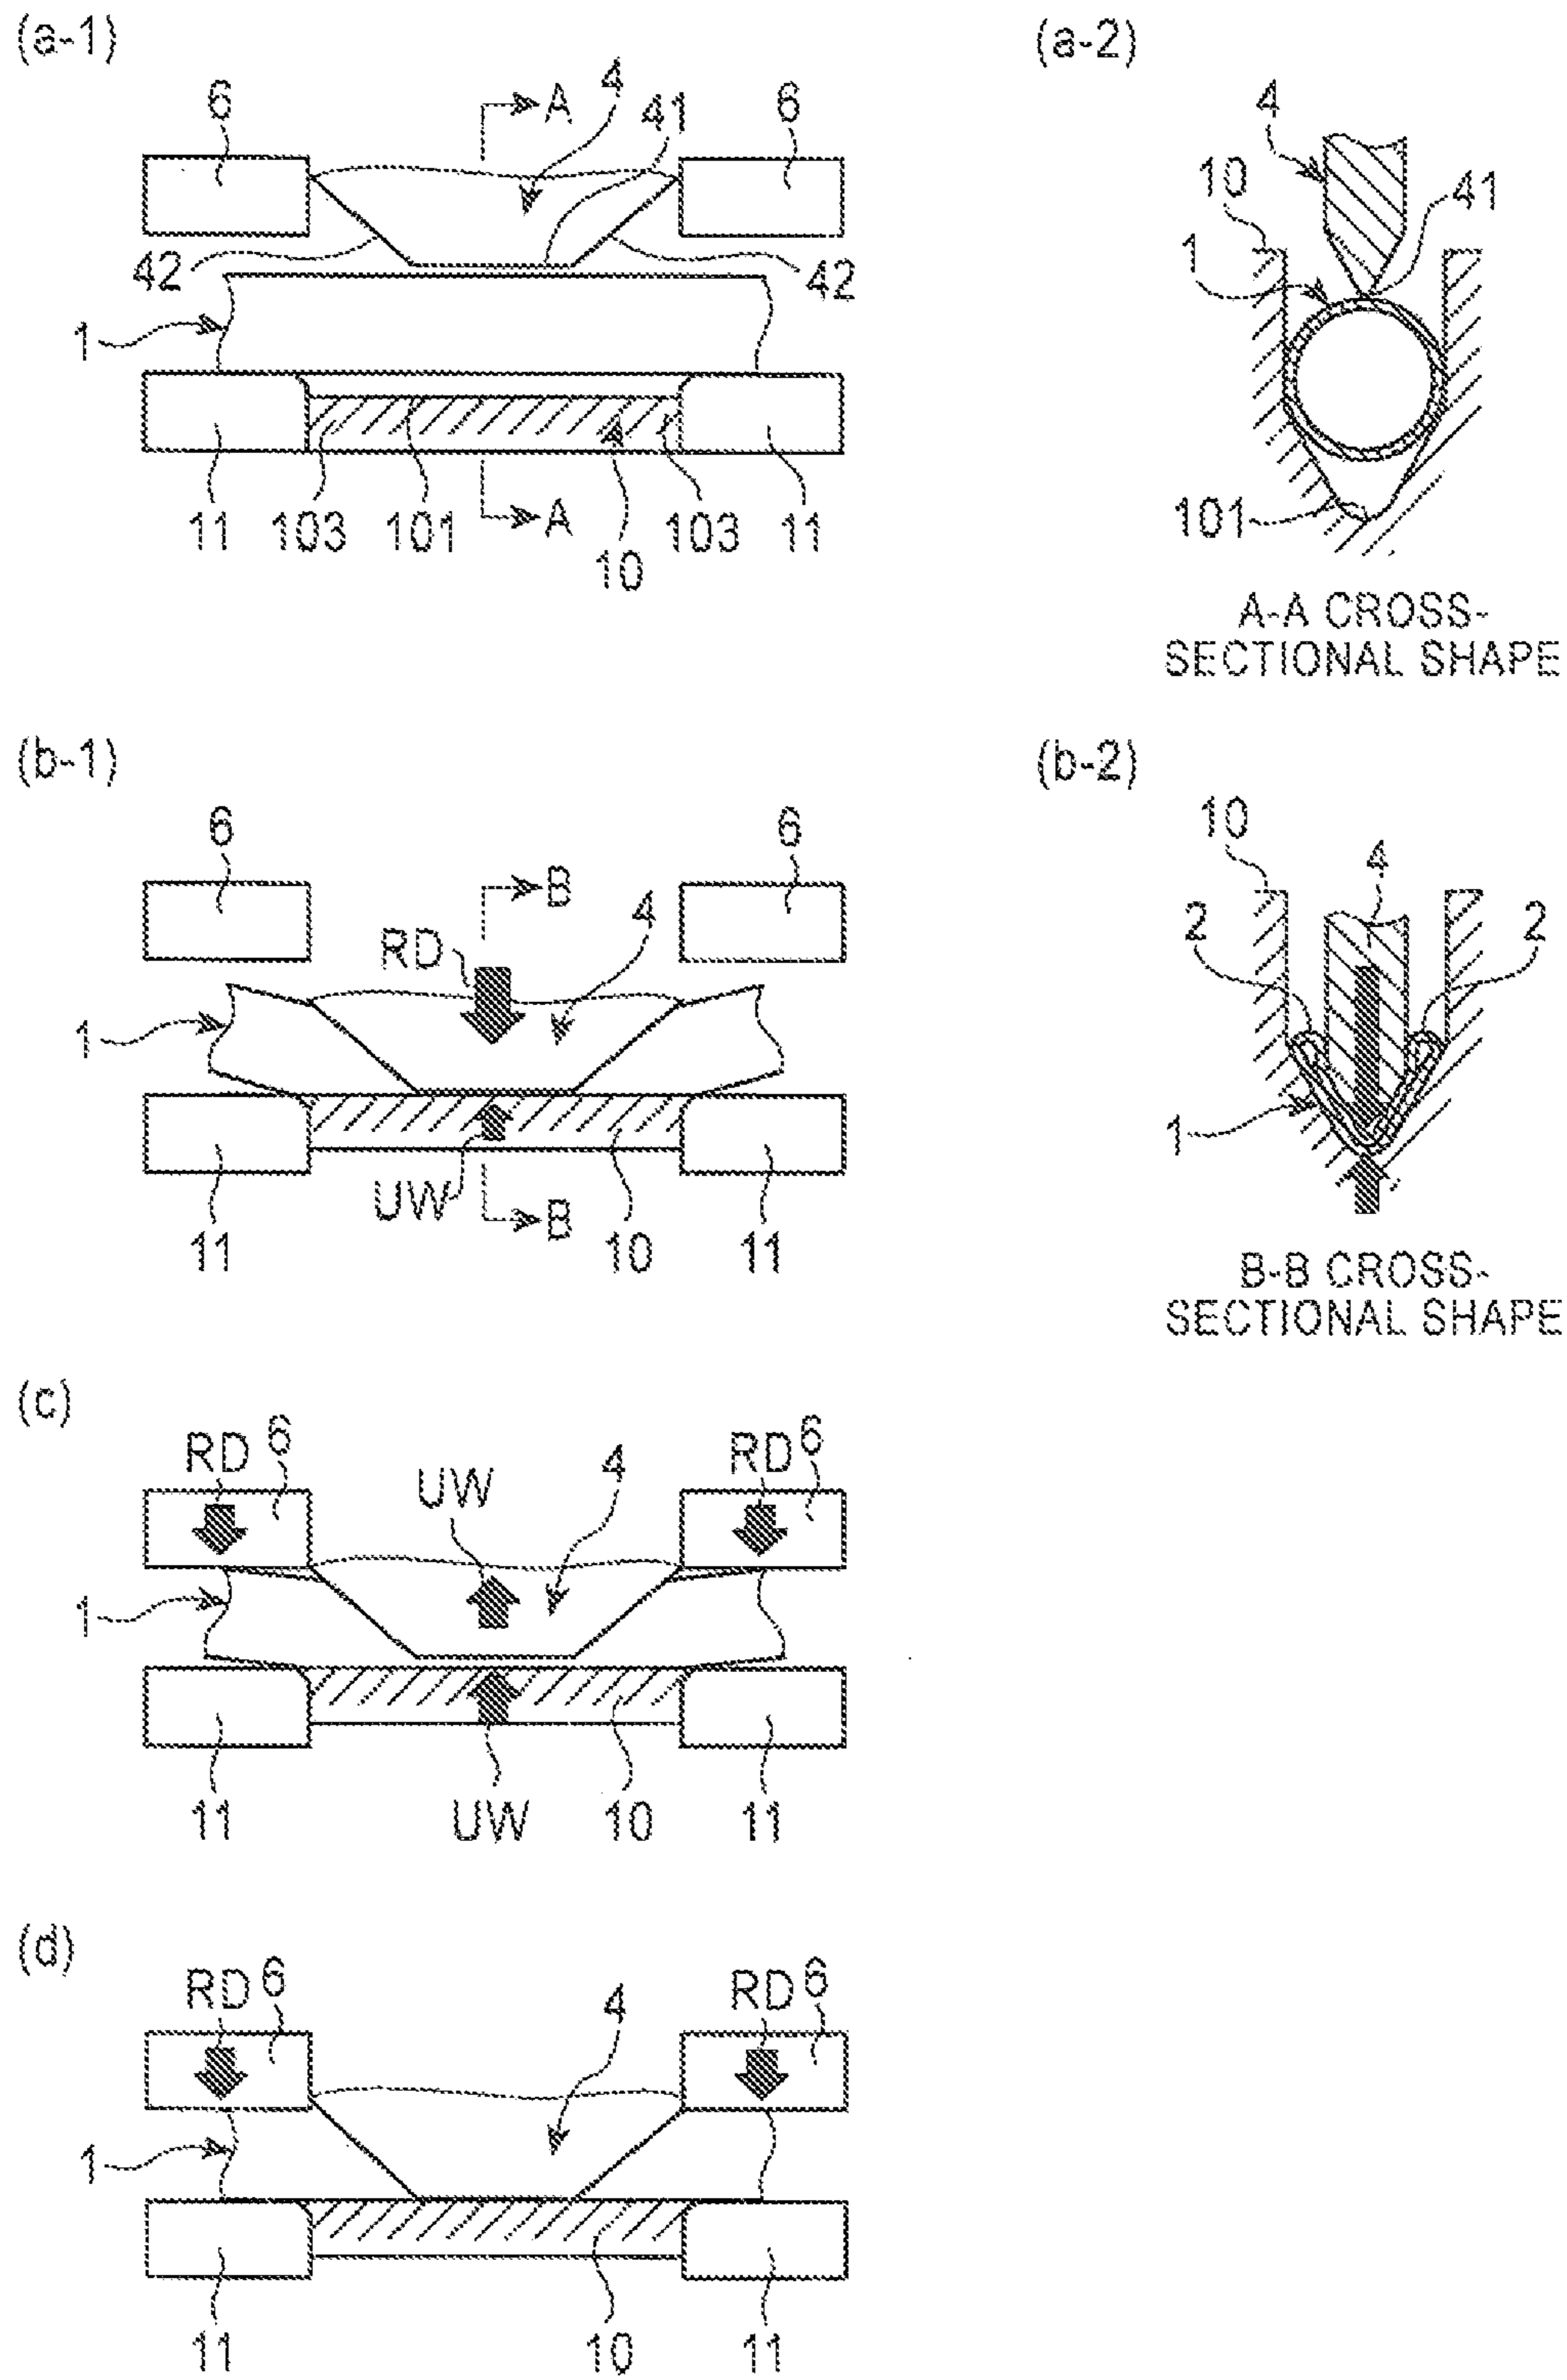 (a-1)
(a-2)
6
A
4
41
6
42
42
1
11
103
101
A
10
103
11
4
10
41
1
101
A-A CROSS-
SECTIONAL SHAPE
(b-1)
(b-2)
6
B
4
6
RD
1
UW
B
11
10
11
10
4
2
2
1
B-B CROSS-
SECTIONAL SHAPE
(c)
RD 6
UW
4
RD 6
1
11
UW
10
11
(d)
RD 6
4
RD 6
1
11
10
11